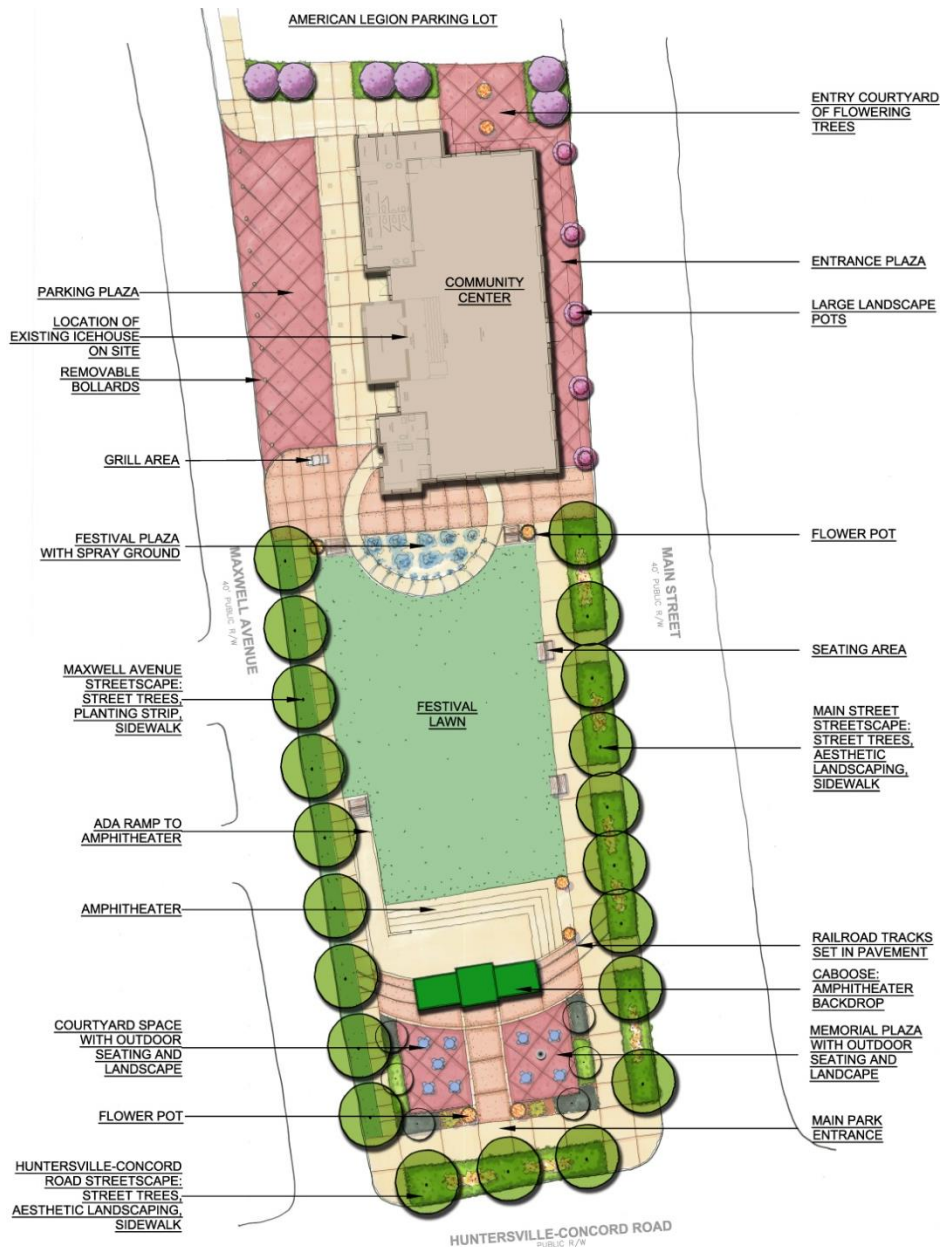 AMERICAN LEGION PARKING LOT
ENTRY COURTYARD
OF FLOWERING
TREES
ENTRANCE PLAZA
LARGE LANDSCAPE
POTS
COMMUNITY
CENTER
PARKING PLAZA
LOCATION OF
EXISTING ICEHOUSE
ON SITE
REMOVABLE
BOLLARDS
GRILL AREA
FESTIVAL PLAZA
WITH SPRAY GROUND
FLOWER POT
MAXWELL AVENUE
40' PUBLIC R/W
MAIN STREET
40' PUBLIC R/W
SEATING AREA
MAXWELL AVENUE
STREETSCAPE:
STREET TREES,
PLANTING STRIP,
SIDEWALK
FESTIVAL
LAWN
MAIN STREET
STREETSCAPE:
STREET TREES,
AESTHETIC
LANDSCAPING,
SIDEWALK
ADA RAMP TO
AMPHITHEATER
AMPHITHEATER
RAILROAD TRACKS
SET IN PAVEMENT
CABOOSE:
AMPHITHEATER
BACKDROP
COURTYARD SPACE
WITH OUTDOOR
SEATING AND
LANDSCAPE
MEMORIAL PLAZA
WITH OUTDOOR
SEATING AND
LANDCAPE
FLOWER POT
MAIN PARK
ENTRANCE
HUNTERSVILLE-CONCORD
ROAD STREETSCAPE:
STREET TREES,
AESTHETIC LANDSCAPING,
SIDEWALK
HUNTERSVILLE-CONCORD ROAD
PUBLIC R/W